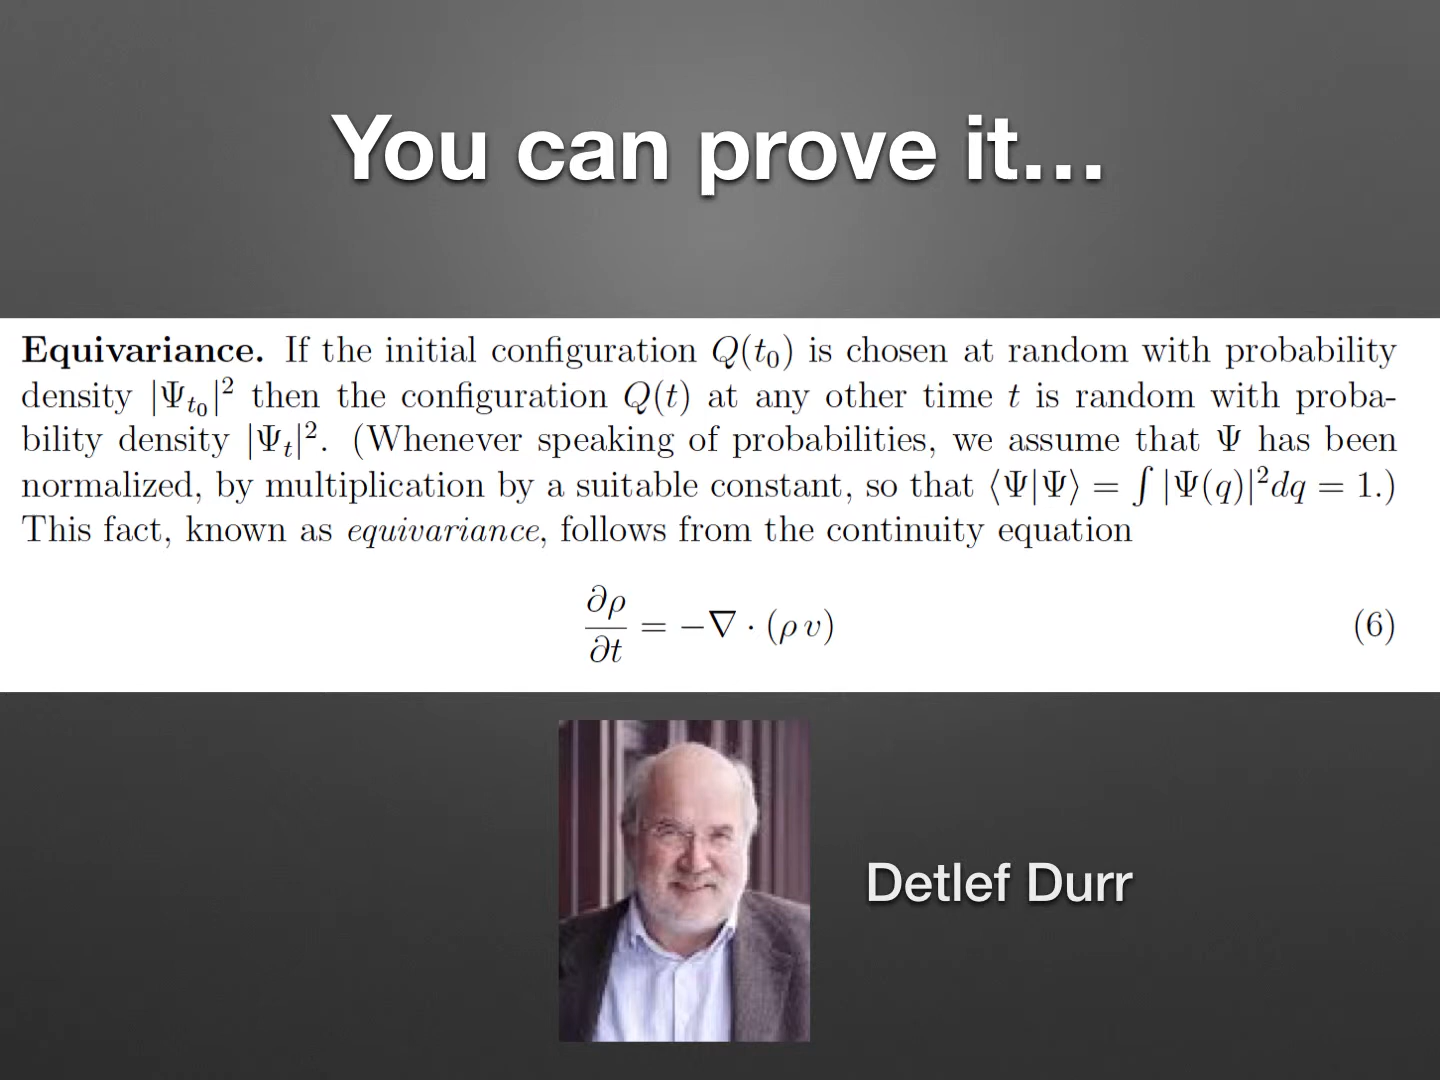 You can prove it...
Equivariance. If the initial configuration Q(t₀) is chosen at random with probability
density |Ψₜ₀|² then the configuration Q(t) at any other time t is random with proba-
bility density |Ψₜ|². (Whenever speaking of probabilities, we assume that Ψ has been
normalized, by multiplication by a suitable constant, so that ⟨Ψ|Ψ⟩ = ∫ |Ψ(q)|²dq = 1.)
This fact, known as equivariance, follows from the continuity equation
∂ρ/∂t = −∇ · (ρ v) (6)
Detlef Durr